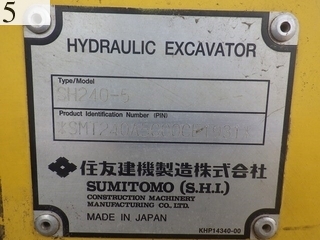 5
HYDRAULIC EXCAVATOR
Type/Model
SH240-5
Product Identification Number (PIN)
住友建機製造株式会社
SUMITOMO (S.H.I.)
CONSTRUCTION MACHINERY
MANUFACTURING CO., LTD.
MADE IN JAPAN
KHP14340-00